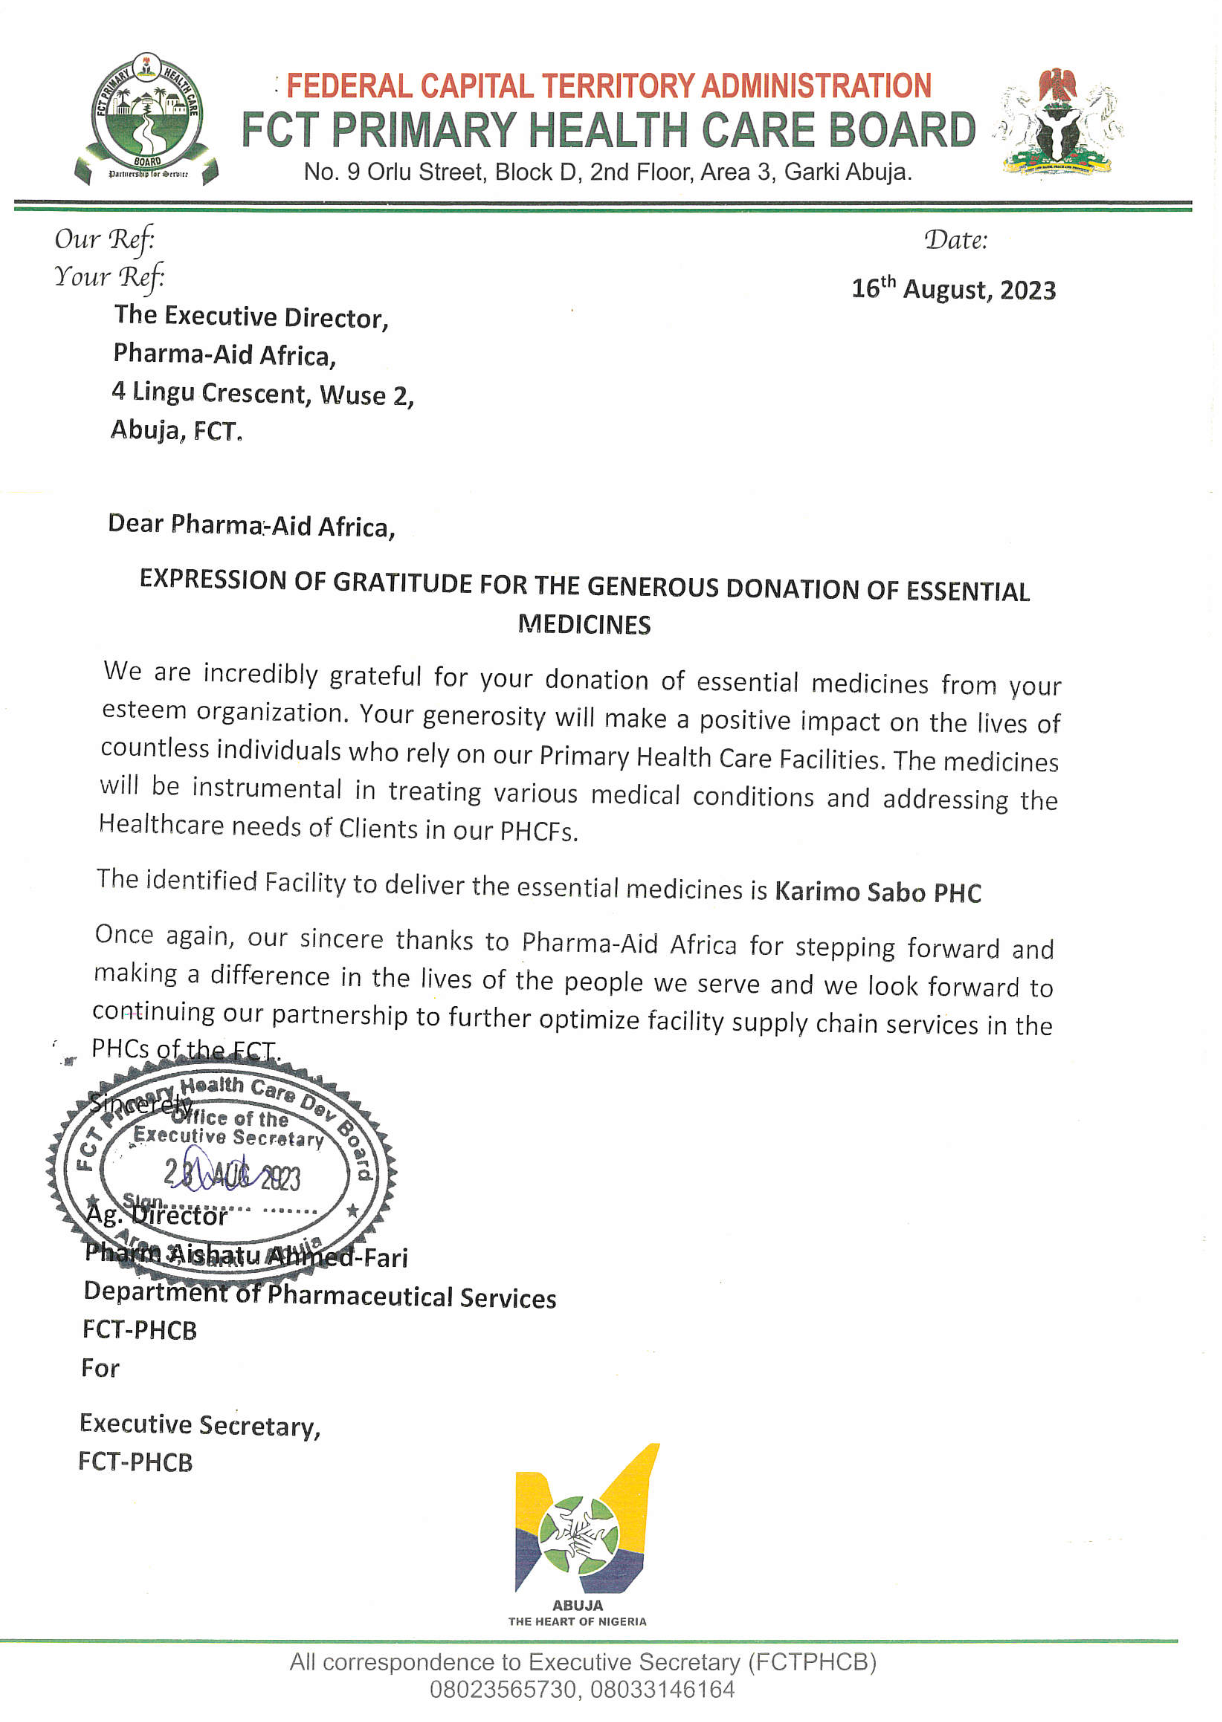 FCT PRIMARY HEALTH CARE
BOARD
Partnership for Service
FEDERAL CAPITAL TERRITORY ADMINISTRATION
FCT PRIMARY HEALTH CARE BOARD
No. 9 Orlu Street, Block D, 2nd Floor, Area 3, Garki Abuja.
Our Ref:
Date:
Your Ref:
16th August, 2023
The Executive Director,
Pharma-Aid Africa,
4 Lingu Crescent, Wuse 2,
Abuja, FCT.
Dear Pharma-Aid Africa,
EXPRESSION OF GRATITUDE FOR THE GENEROUS DONATION OF ESSENTIAL
MEDICINES
We are incredibly grateful for your donation of essential medicines from your
esteem organization. Your generosity will make a positive impact on the lives of
countless individuals who rely on our Primary Health Care Facilities. The medicines
will be instrumental in treating various medical conditions and addressing the
Healthcare needs of Clients in our PHCFs.
The identified Facility to deliver the essential medicines is Karimo Sabo PHC
Once again, our sincere thanks to Pharma-Aid Africa for stepping forward and
making a difference in the lives of the people we serve and we look forward to
continuing our partnership to further optimize facility supply chain services in the
PHCs of the FCT.
Sincerely
FCT Primary Health Care Dev Board
Office of the
Executive Secretary
AUG 2023
Sign
Abuja
Ag. Director
Pharm Aishatu Ahmed-Fari
Department of Pharmaceutical Services
FCT-PHCB
For
Executive Secretary,
FCT-PHCB
ABUJA
THE HEART OF NIGERIA
All correspondence to Executive Secretary (FCTPHCB)
08023565730, 08033146164